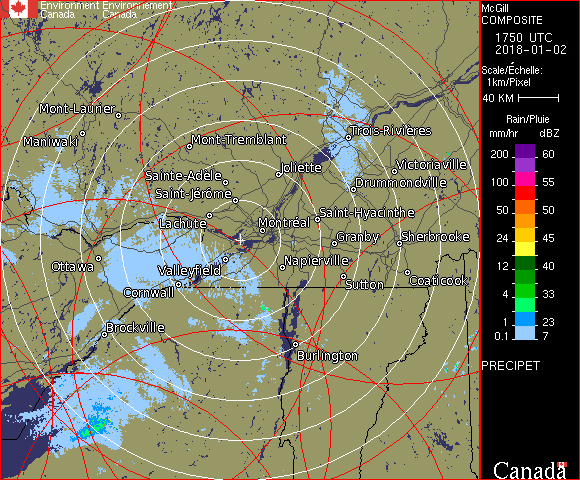 Environment Environnement
Canada Canada
Mont-Laurier
Maniwaki
Mont-Tremblant
Trois-Rivières
Sainte-Adèle
Joliette
Victoriaville
Saint-Jérôme
Drummondville
Lachute
Montréal
Saint-Hyacinthe
Granby
Sherbrooke
Ottawa
Valleyfield
Napierville
Cornwall
Sutton
Coaticook
Brockville
Burlington
McGill
COMPOSITE
1750 UTC
2018-01-02
Scale/Échelle:
1km/Pixel
40 KM
Rain/Pluie
mm/hr dBZ
200 60
150 55
100 55
50 50
24 45
12 40
4 33
1 23
0.1 7
PRECIPET
Canada